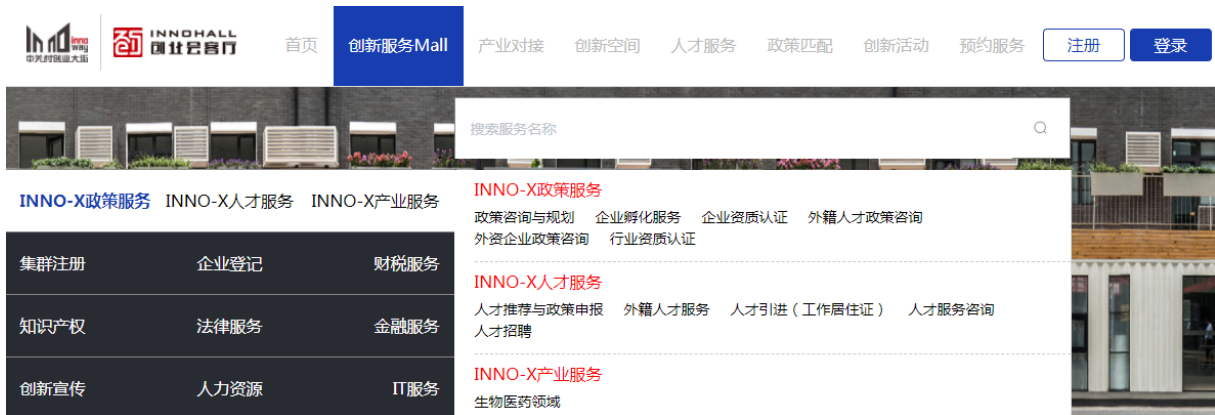 inno
way
中关村创业大街
创 INNOHALL
创业会客厅
首页 创新服务Mall 产业对接 创新空间 人才服务 政策匹配 创新活动 预约服务 注册 登录
搜索服务名称
INNO-X政策服务 INNO-X人才服务 INNO-X产业服务
集群注册 企业登记 财税服务
知识产权 法律服务 金融服务
创新宣传 人力资源 IT服务
INNO-X政策服务
政策咨询与规划 企业孵化服务 企业资质认证 外籍人才政策咨询
外资企业政策咨询 行业资质认证
INNO-X人才服务
人才推荐与政策申报 外籍人才服务 人才引进（工作居住证） 人才服务咨询
人才招聘
INNO-X产业服务
生物医药领域